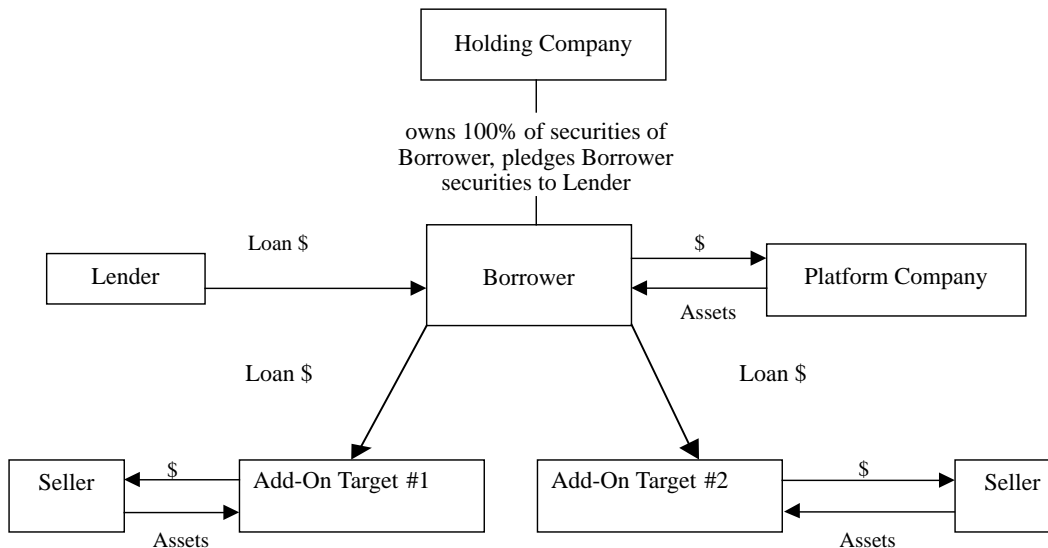 Holding Company
owns 100% of securities of
Borrower, pledges Borrower
securities to Lender
Loan $
$
Lender
Borrower
Platform Company
Assets
Loan $
Loan $
Seller
$
Add-On Target #1
Add-On Target #2
$
Seller
Assets
Assets